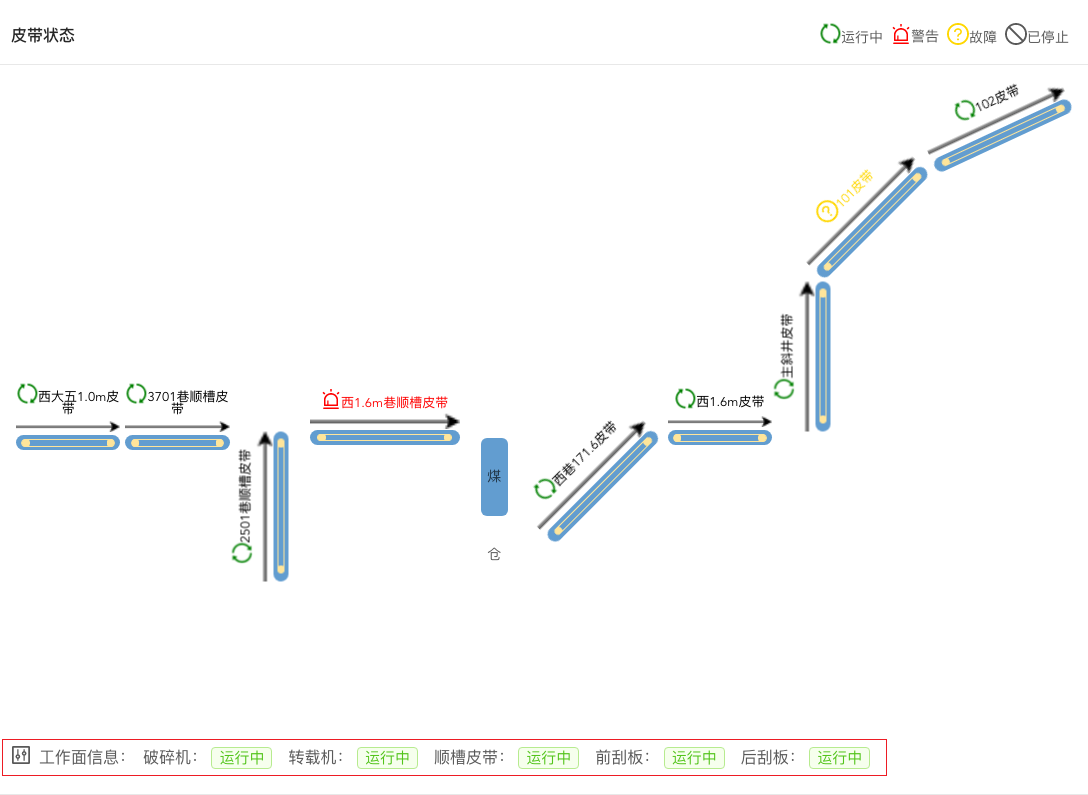 皮带状态
运行中 警告 故障 已停止
102皮带
101皮带
主斜井皮带
西大五1.0m皮
带
3701巷顺槽皮
带
2501巷顺槽皮带
西1.6m巷顺槽皮带
煤
仓
西巷171.6皮带
西1.6m皮带
工作面信息： 破碎机： 运行中 转载机： 运行中 顺槽皮带： 运行中 前刮板： 运行中 后刮板： 运行中